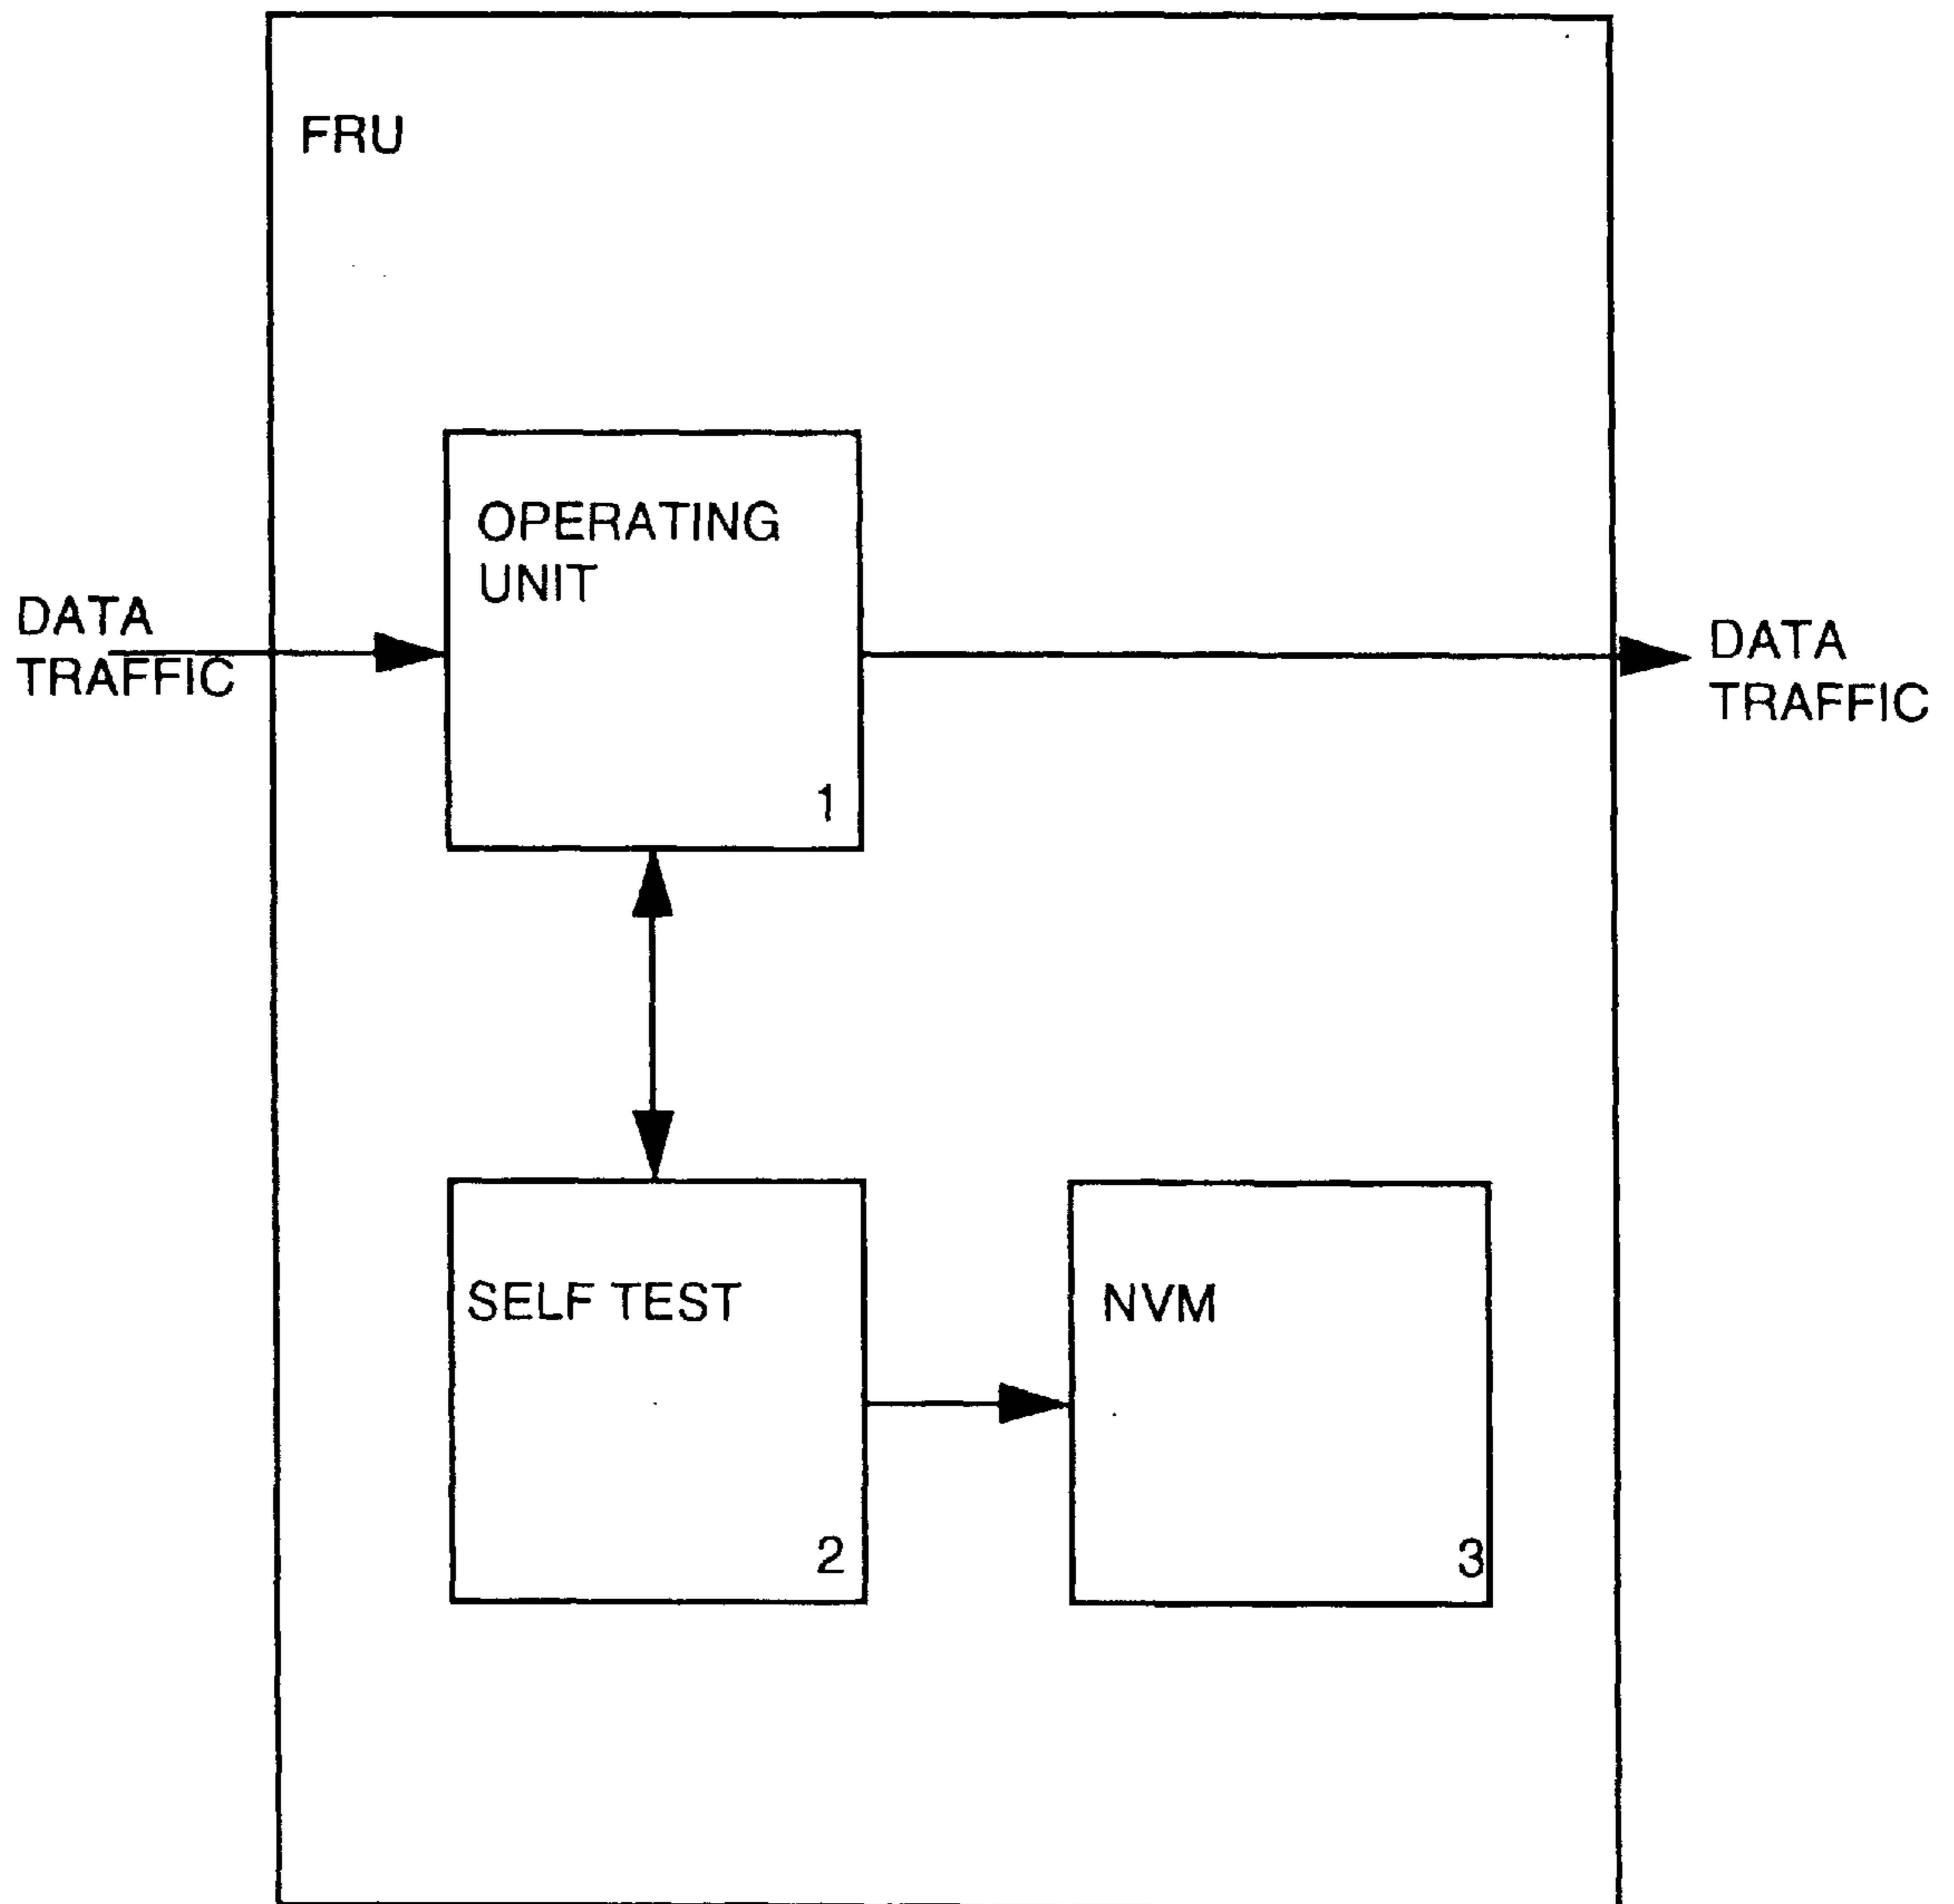 FRU
OPERATING
UNIT
1
DATA
TRAFFIC
DATA
TRAFFIC
SELF TEST
2
NVM
3